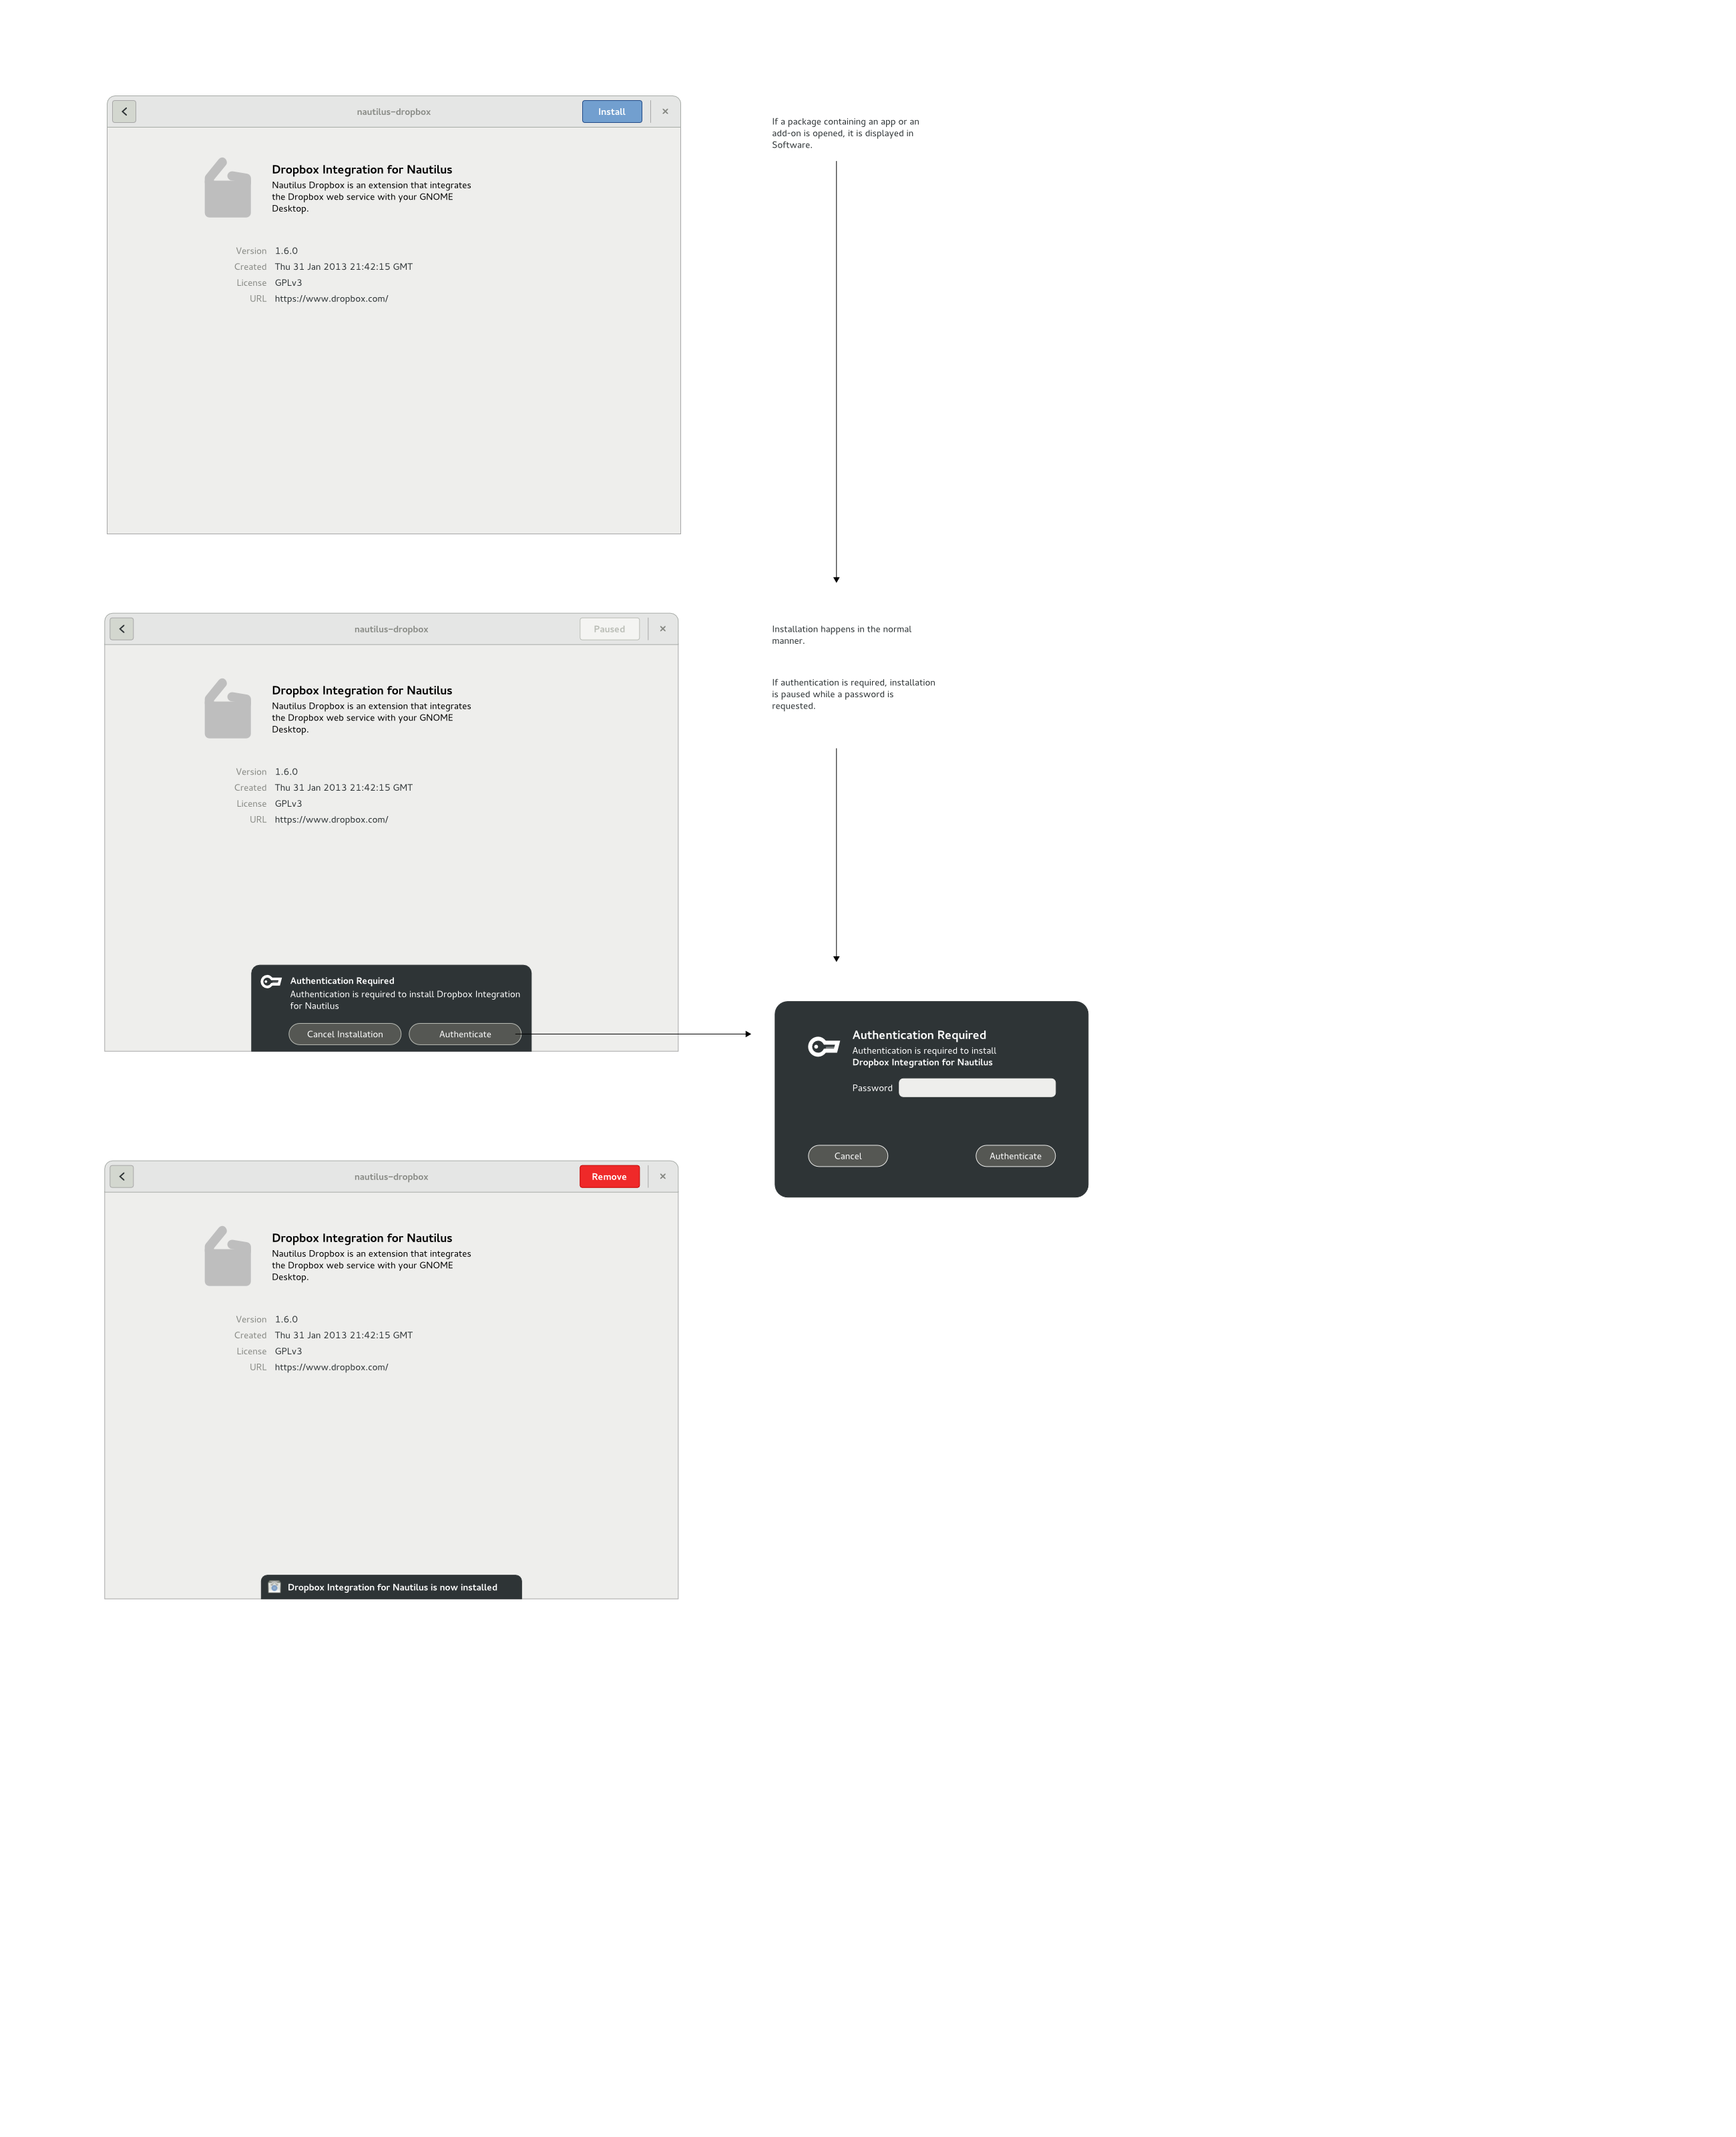 nautilus-dropbox
Install
Dropbox Integration for Nautilus
Nautilus Dropbox is an extension that integrates
the Dropbox web service with your GNOME
Desktop.
Version 1.6.0
Created Thu 31 Jan 2013 21:42:15 GMT
License GPLv3
URL https://www.dropbox.com/
If a package containing an app or an
add-on is opened, it is displayed in
Software.
nautilus-dropbox
Paused
Dropbox Integration for Nautilus
Nautilus Dropbox is an extension that integrates
the Dropbox web service with your GNOME
Desktop.
Version 1.6.0
Created Thu 31 Jan 2013 21:42:15 GMT
License GPLv3
URL https://www.dropbox.com/
Authentication Required
Authentication is required to install Dropbox Integration
for Nautilus
Cancel Installation
Authenticate
Installation happens in the normal
manner.
If authentication is required, installation
is paused while a password is
requested.
Authentication Required
Authentication is required to install
Dropbox Integration for Nautilus
Password
Cancel
Authenticate
nautilus-dropbox
Remove
Dropbox Integration for Nautilus
Nautilus Dropbox is an extension that integrates
the Dropbox web service with your GNOME
Desktop.
Version 1.6.0
Created Thu 31 Jan 2013 21:42:15 GMT
License GPLv3
URL https://www.dropbox.com/
Dropbox Integration for Nautilus is now installed